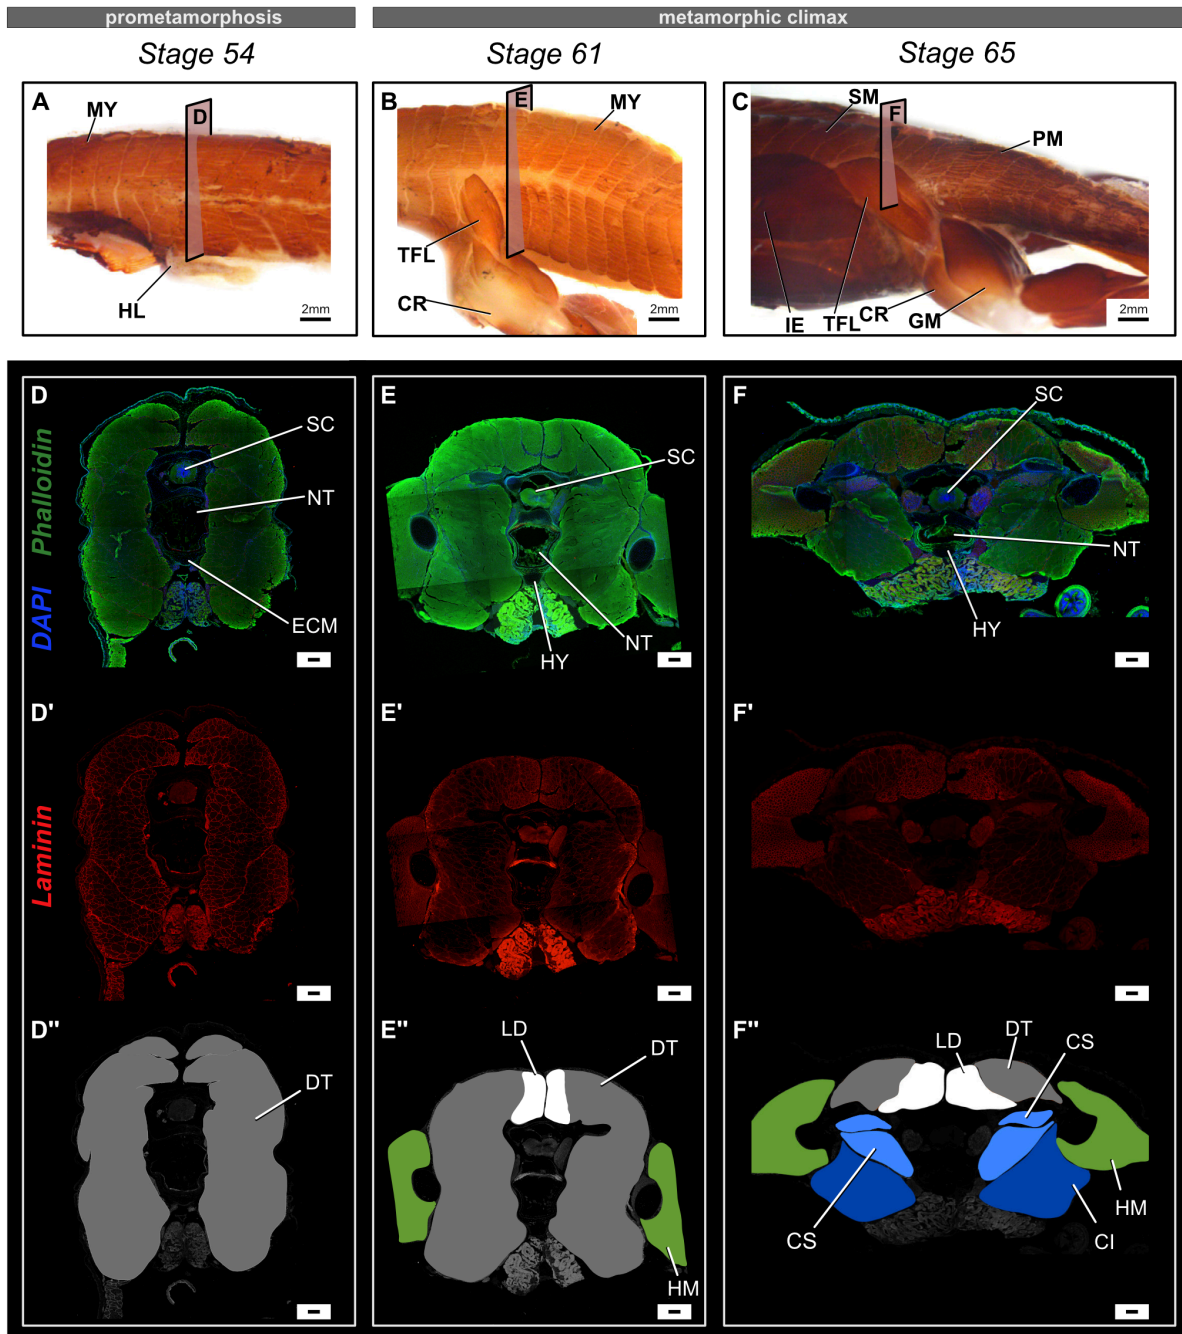 prometamorphosis
metamorphic climax
Stage 54
Stage 61
Stage 65
A
MY
D
HL
2mm
B
E
MY
TFL
CR
2mm
C
SM
F
PM
IE
TFL
CR
GM
2mm
DAPI Phalloidin
D
SC
NT
ECM
E
SC
NT
HY
F
SC
NT
HY
Laminin
D'
E'
F'
D"
DT
E"
LD
DT
HM
F"
LD
DT
CS
CS
HM
CI